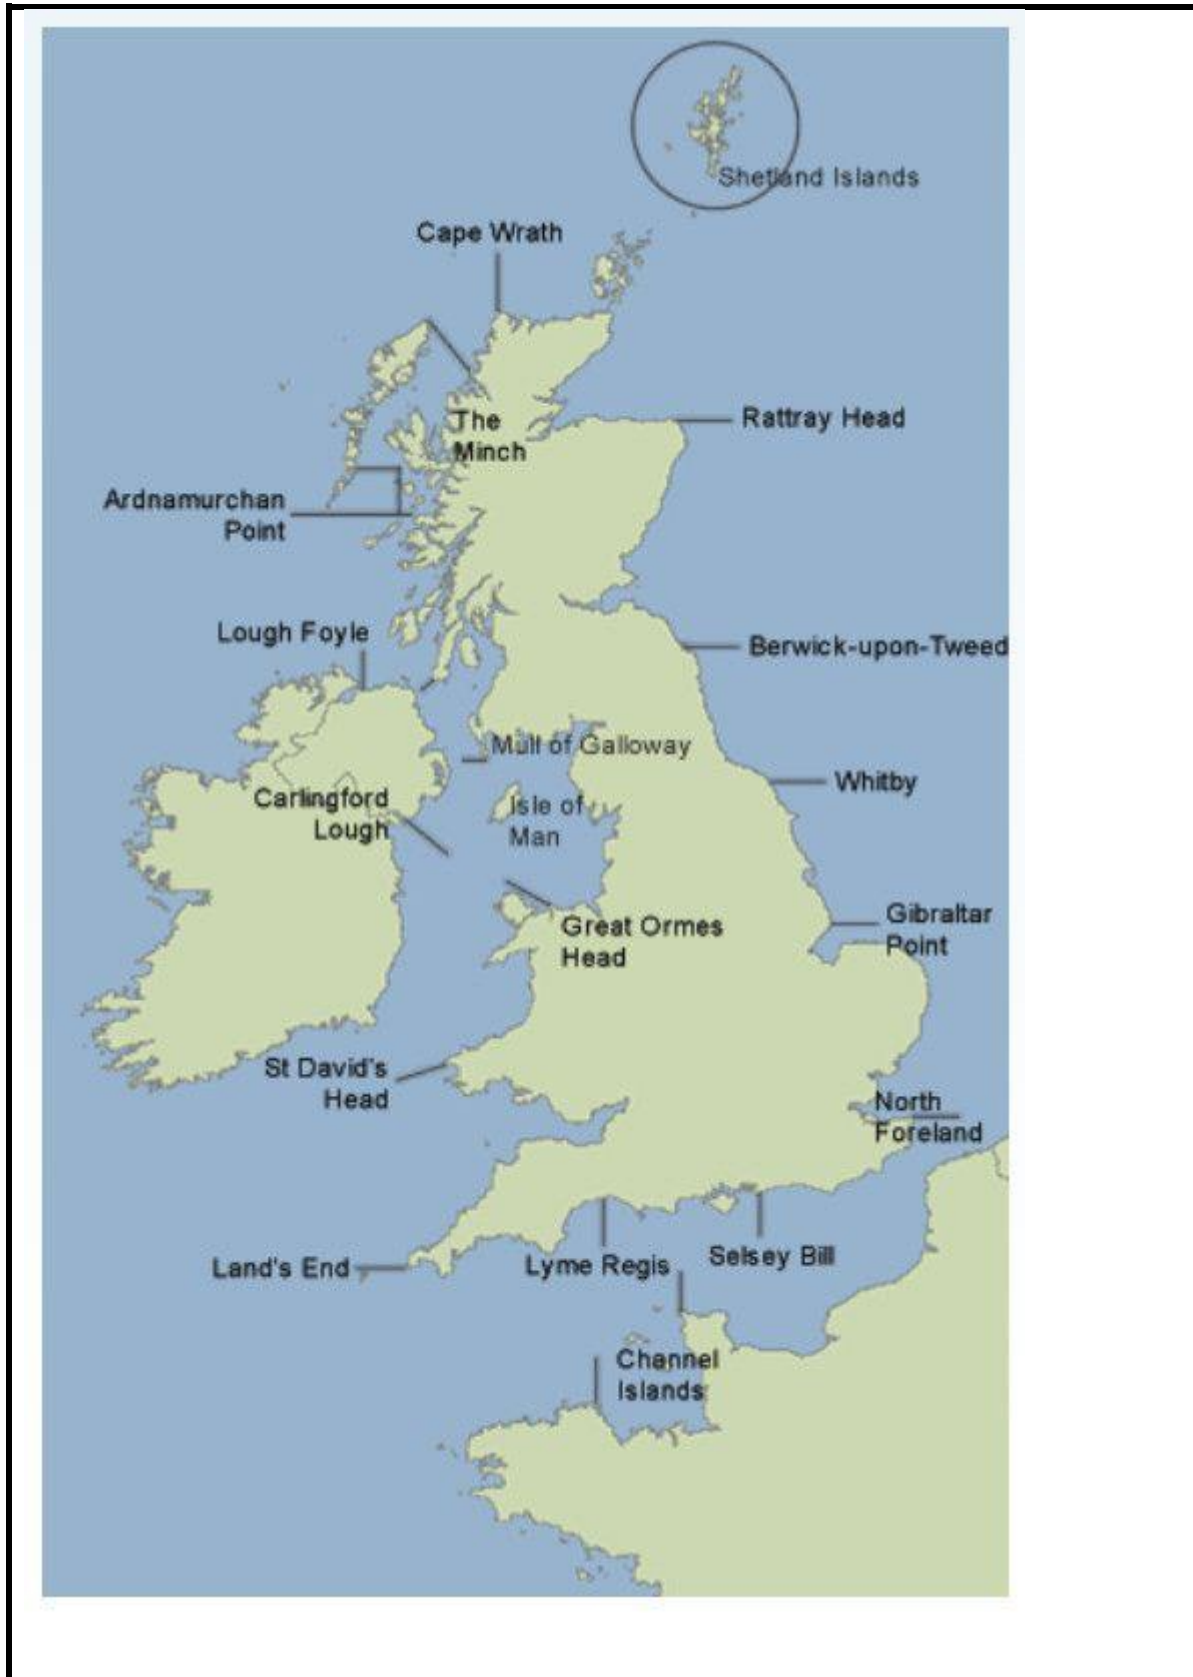 Shetland Islands
Cape Wrath
Rattray Head
The
Minch
Ardnamurchan
Point
Lough Foyle
Berwick-upon-Tweed
Mull of Galloway
Whitby
Carlingford
Lough
Isle of
Man
Gibraltar
Point
Great Ormes
Head
St David's
Head
North
Foreland
Land's End
Lyme Regis
Selsey Bill
Channel
Islands